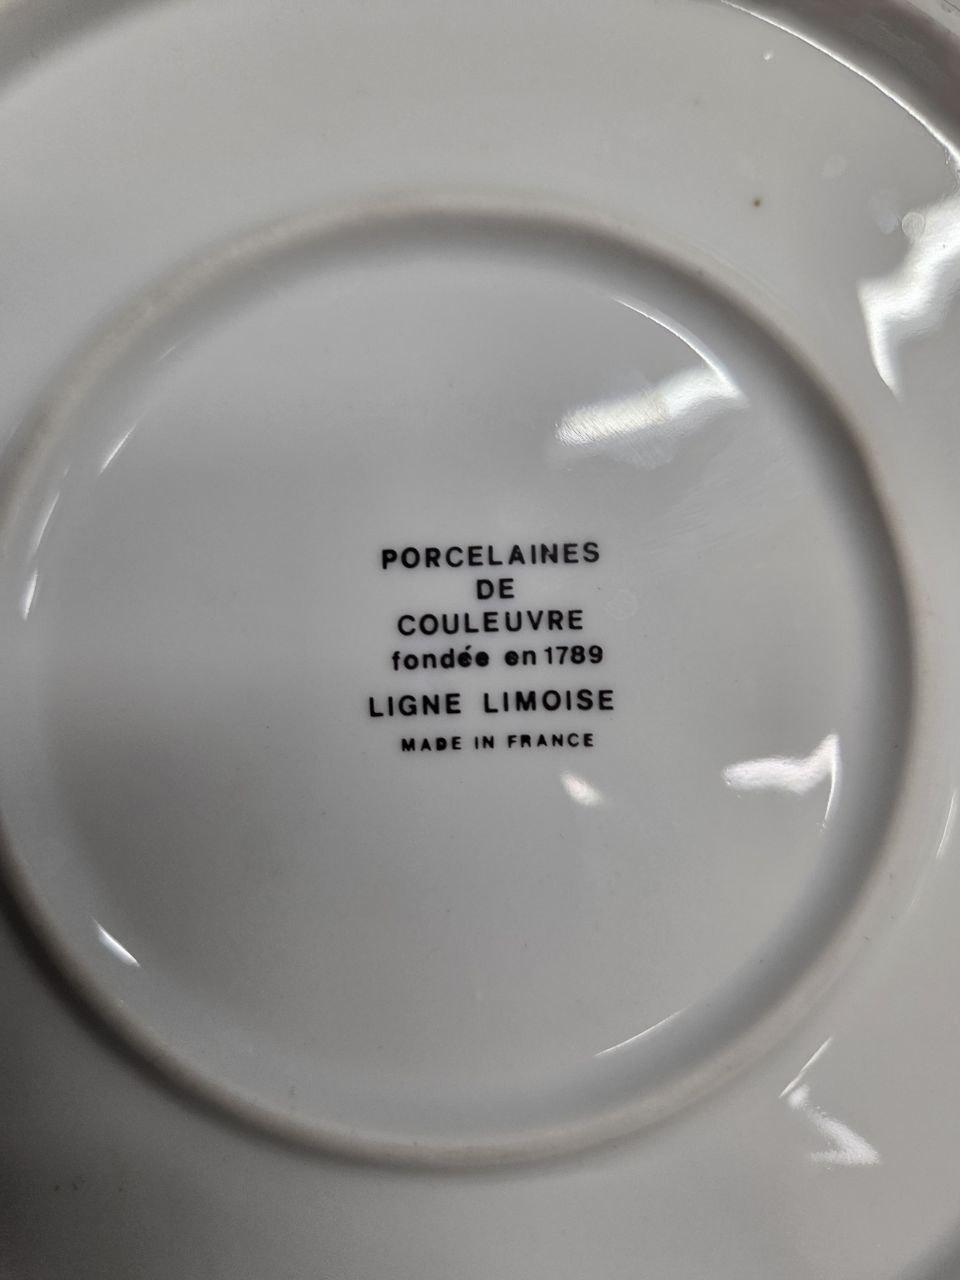 PORCELAINES
DE
COULEUVRE
fondée en 1789
LIGNE LIMOISE
MADE IN FRANCE